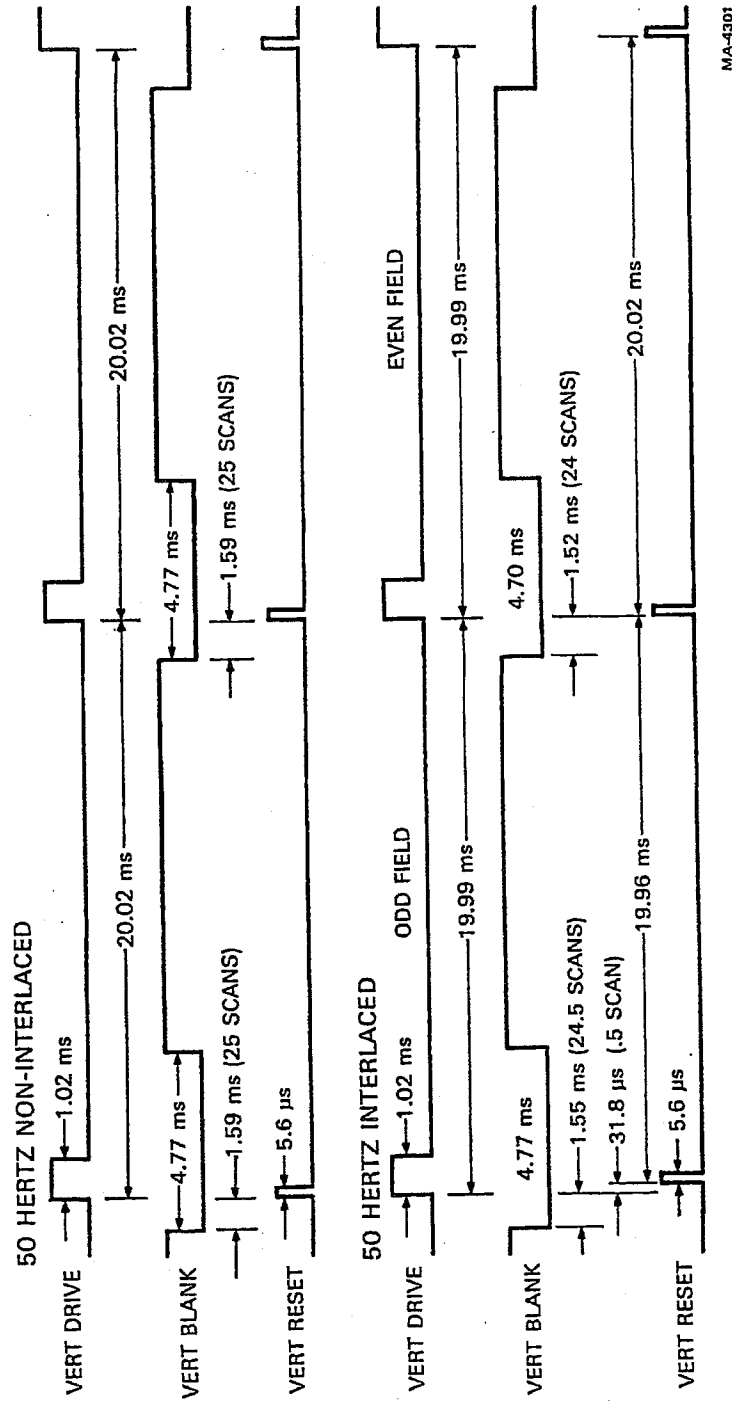 50 HERTZ NON-INTERLACED
VERT DRIVE
1.02 ms
20.02 ms
20.02 ms
VERT BLANK
4.77 ms
4.77 ms
1.59 ms (25 SCANS)
1.59 ms (25 SCANS)
VERT RESET
5.6 µs
50 HERTZ INTERLACED
ODD FIELD
EVEN FIELD
VERT DRIVE
1.02 ms
19.99 ms
19.99 ms
VERT BLANK
4.77 ms
4.70 ms
1.55 ms (24.5 SCANS)
1.52 ms (24 SCANS)
31.8 µs (.5 SCAN)
19.96 ms
20.02 ms
VERT RESET
5.6 µs
MA-4301